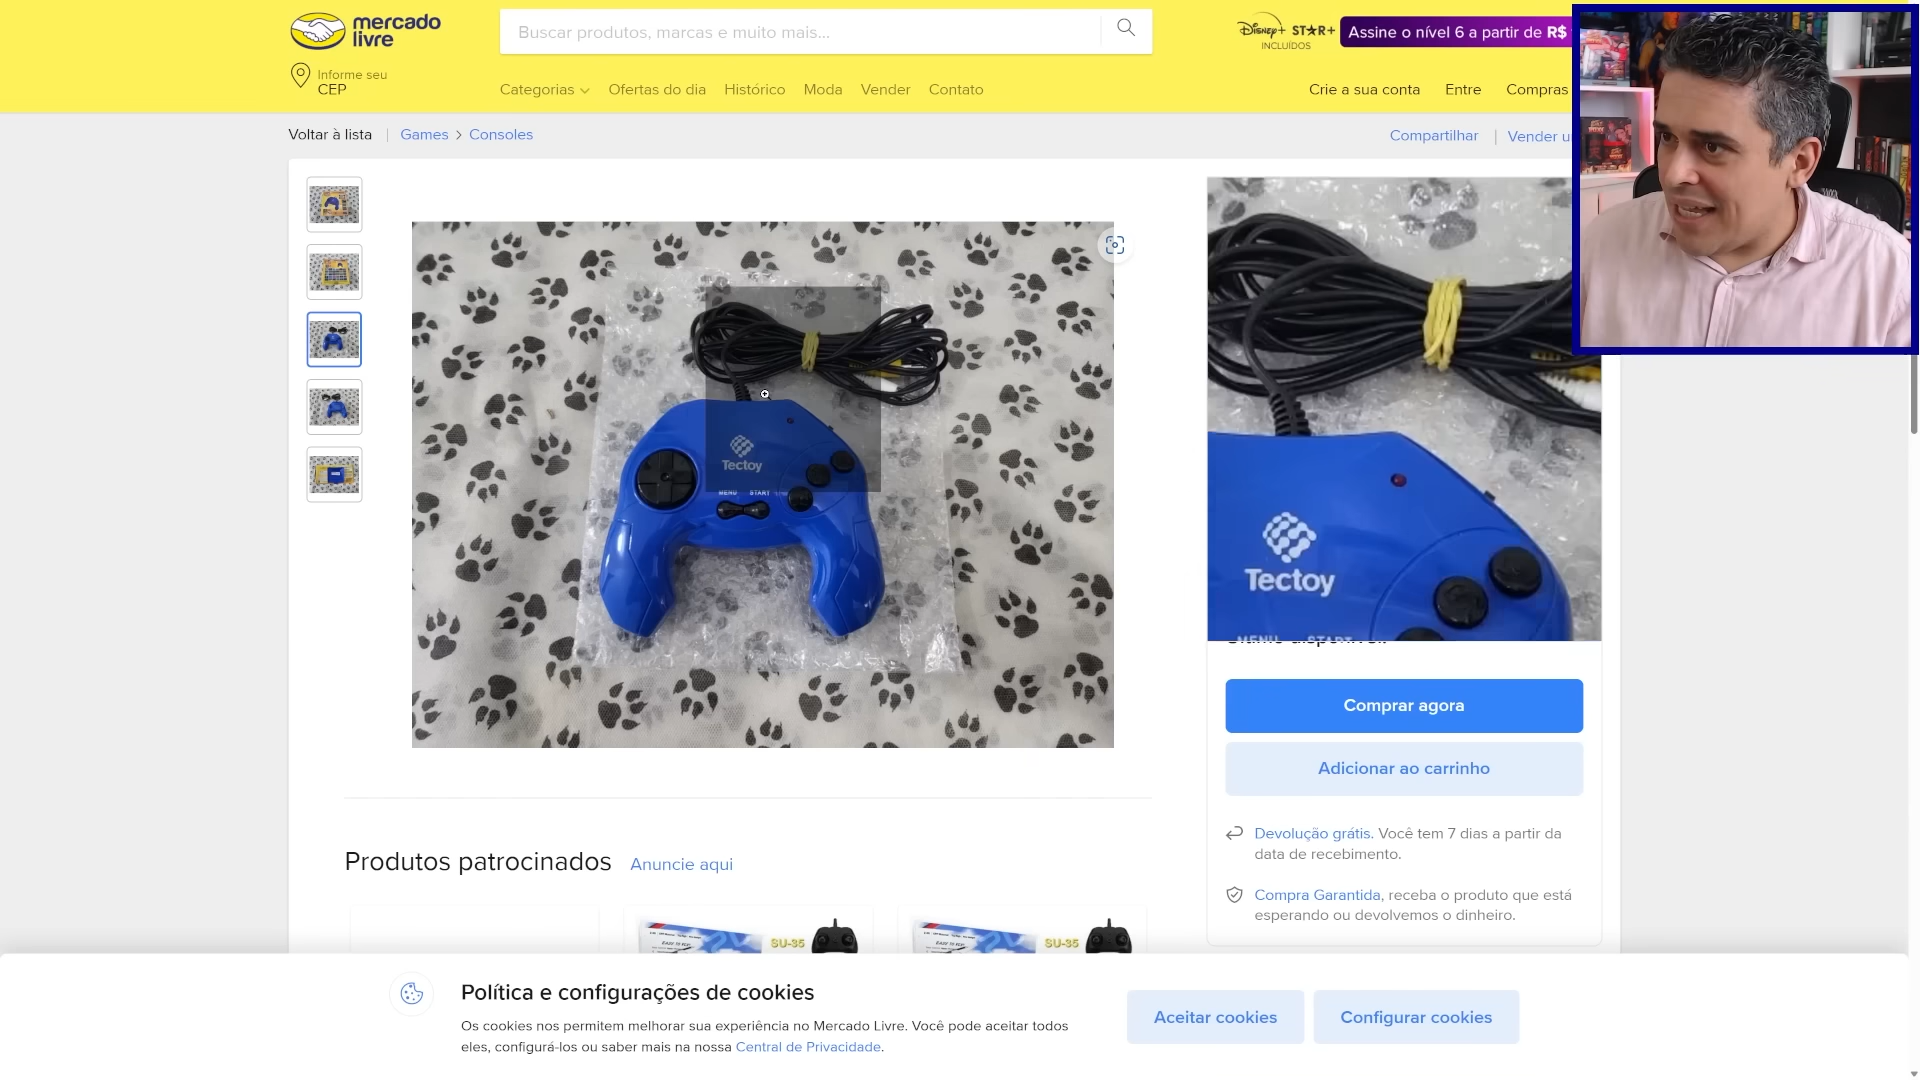 mercado
livre
Buscar produtos, marcas e muito mais...
Disney+ STAR+
INCLUÍDOS
Assine o nível 6 a partir de R$
Informe seu
CEP
Categorias
Ofertas do dia
Histórico
Moda
Vender
Contato
Crie a sua conta
Entre
Compras
Voltar à lista
Games
Consoles
Compartilhar
Vender
Tectoy
MENU START
Tectoy
MENU START
Comprar agora
Adicionar ao carrinho
Devolução grátis. Você tem 7 dias a partir da
data de recebimento.
Compra Garantida, receba o produto que está
esperando ou devolvemos o dinheiro.
Produtos patrocinados
Anuncie aqui
SU-35
SU-35
Política e configurações de cookies
Os cookies nos permitem melhorar sua experiência no Mercado Livre. Você pode aceitar todos
eles, configurá-los ou saber mais na nossa Central de Privacidade.
Aceitar cookies
Configurar cookies